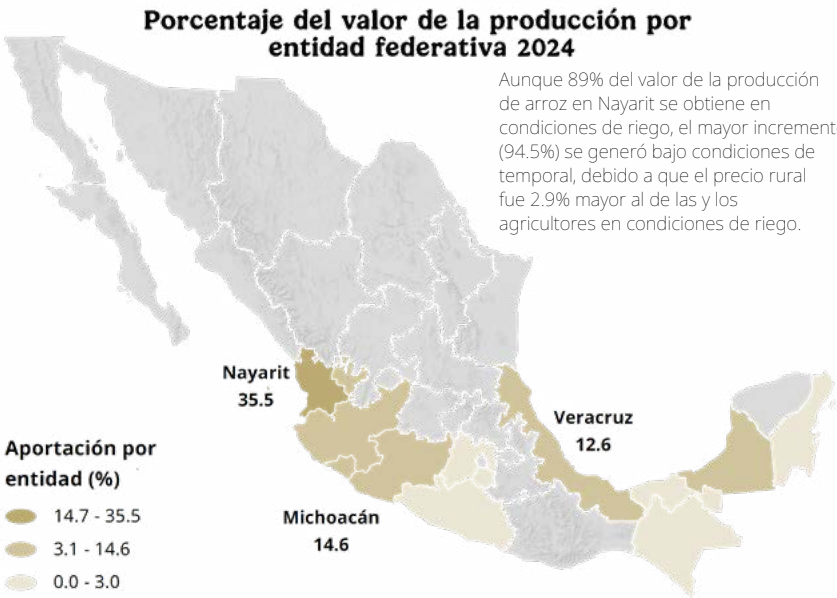 Porcentaje del valor de la producción por
entidad federativa 2024
Aunque 89% del valor de la producción
de arroz en Nayarit se obtiene en
condiciones de riego, el mayor increment
(94.5%) se generó bajo condiciones de
temporal, debido a que el precio rural
fue 2.9% mayor al de las y los
agricultores en condiciones de riego.
Nayarit
35.5
Veracruz
12.6
Michoacán
14.6
Aportación por
entidad (%)
14.7 - 35.5
3.1 - 14.6
0.0 - 3.0